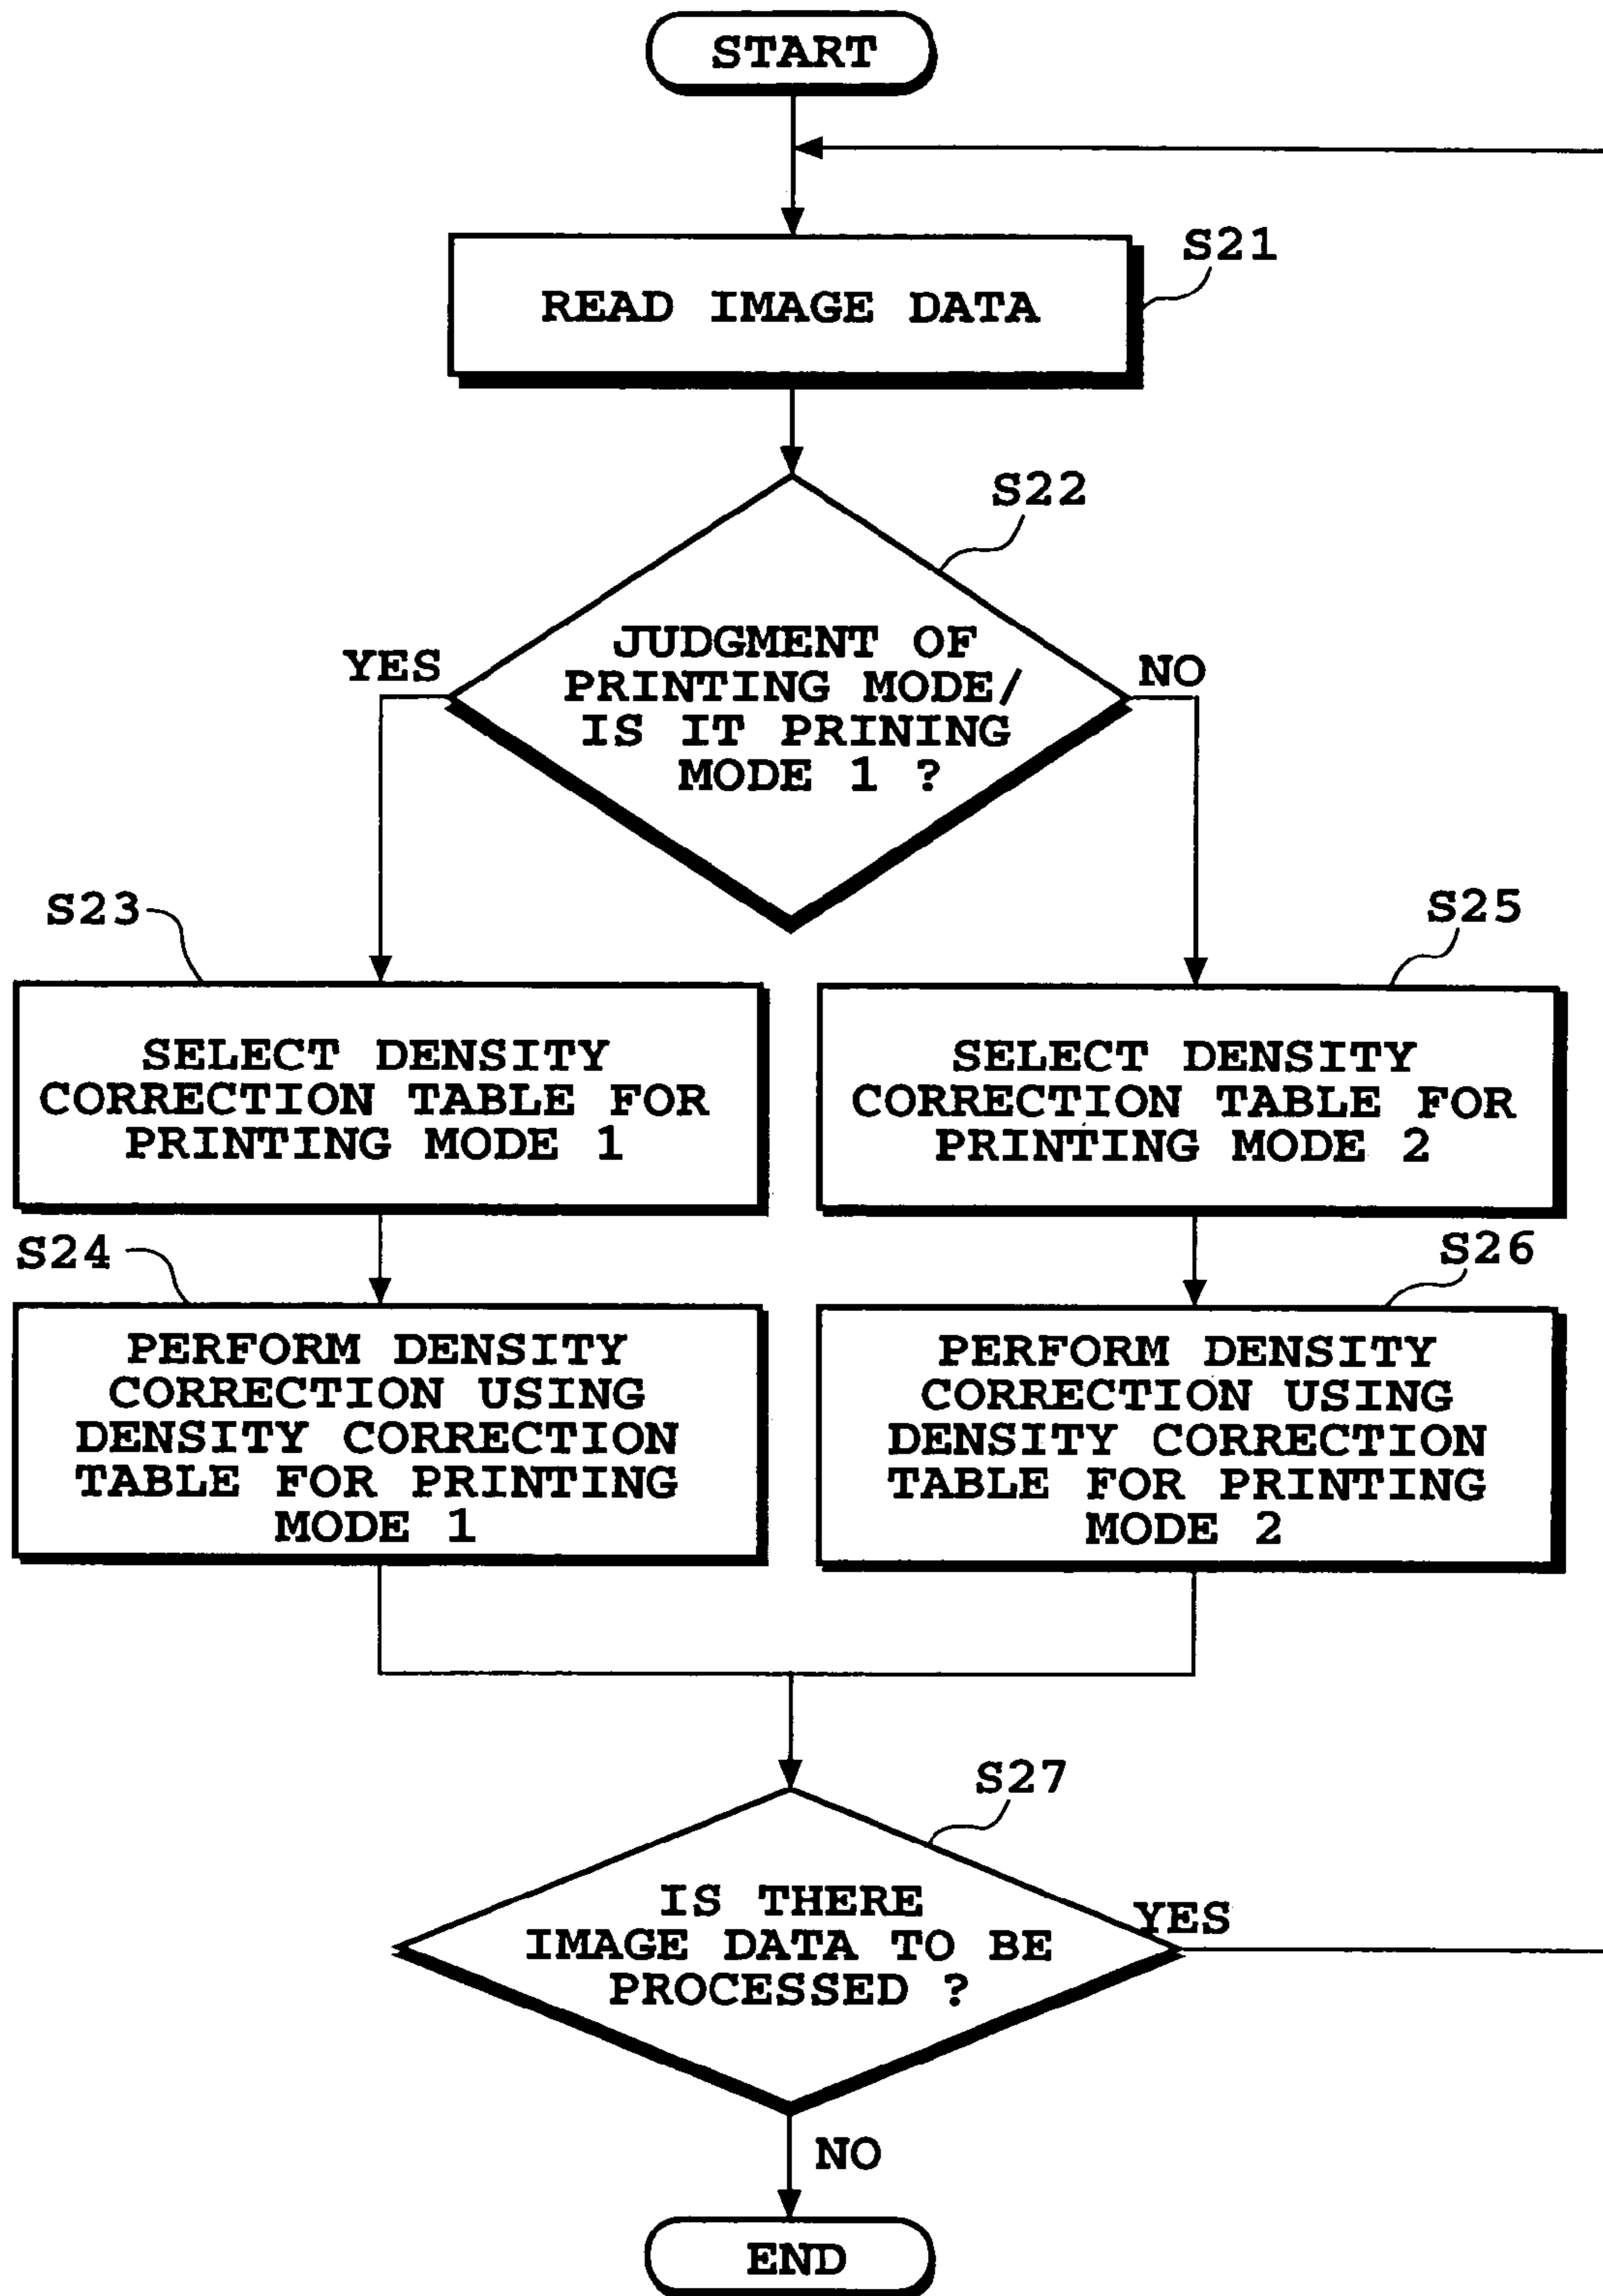 START
S21
READ IMAGE DATA
S22
JUDGMENT OF
PRINTING MODE/
IS IT PRINING
MODE 1 ?
YES
NO
S23
SELECT DENSITY
CORRECTION TABLE FOR
PRINTING MODE 1
S25
SELECT DENSITY
CORRECTION TABLE FOR
PRINTING MODE 2
S24
PERFORM DENSITY
CORRECTION USING
DENSITY CORRECTION
TABLE FOR PRINTING
MODE 1
S26
PERFORM DENSITY
CORRECTION USING
DENSITY CORRECTION
TABLE FOR PRINTING
MODE 2
S27
IS THERE
IMAGE DATA TO BE
PROCESSED ?
YES
NO
END